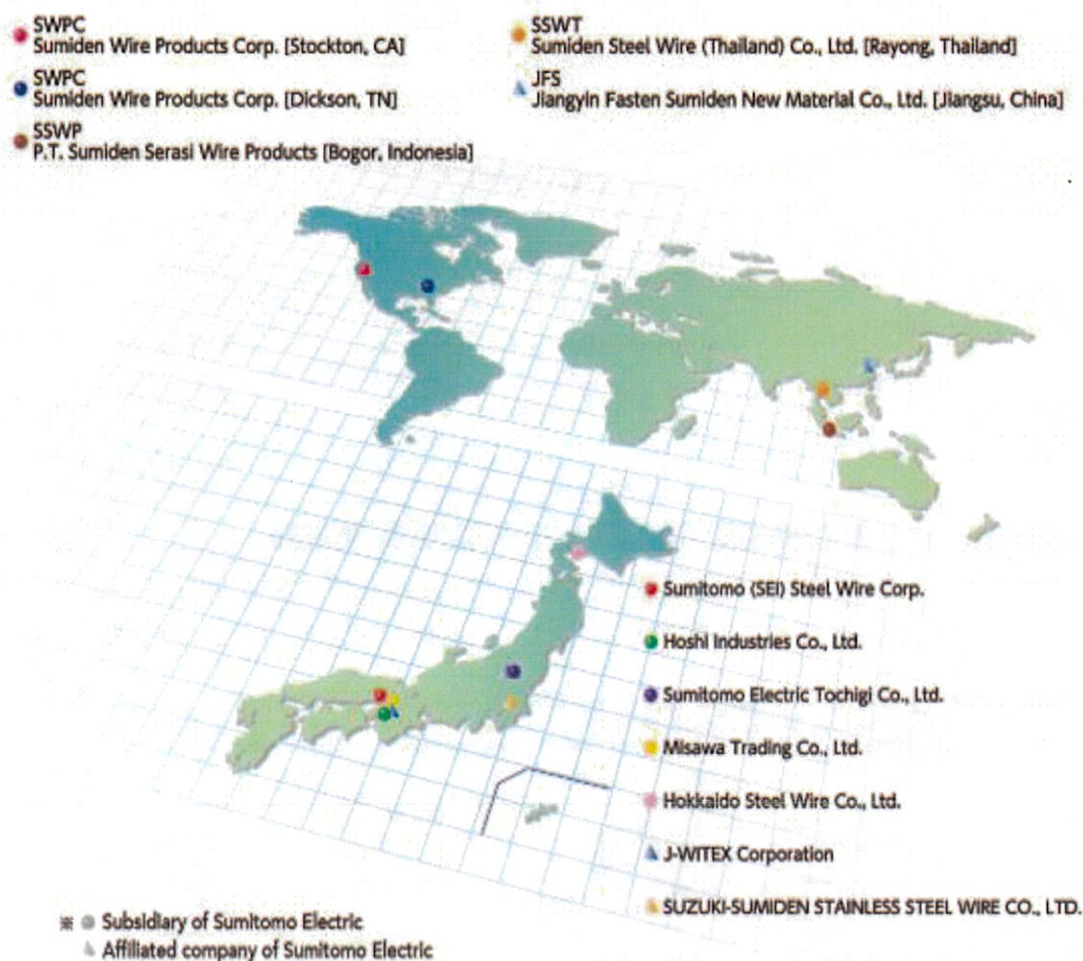 SWPC
Sumiden Wire Products Corp. [Stockton, CA]
SWPC
Sumiden Wire Products Corp. [Dickson, TN]
SSWP
P.T. Sumiden Serasi Wire Products [Bogor, Indonesia]
SSWT
Sumiden Steel Wire (Thailand) Co., Ltd. [Rayong, Thailand]
JFS
Jiangyin Fasten Sumiden New Material Co., Ltd. [Jiangsu, China]
Sumitomo (SEI) Steel Wire Corp.
Hoshi Industries Co., Ltd.
Sumitomo Electric Tochigi Co., Ltd.
Misawa Trading Co., Ltd.
Hokkaido Steel Wire Co., Ltd.
J-WITEX Corporation
SUZUKI-SUMIDEN STAINLESS STEEL WIRE CO., LTD.
※ Subsidiary of Sumitomo Electric
Affiliated company of Sumitomo Electric